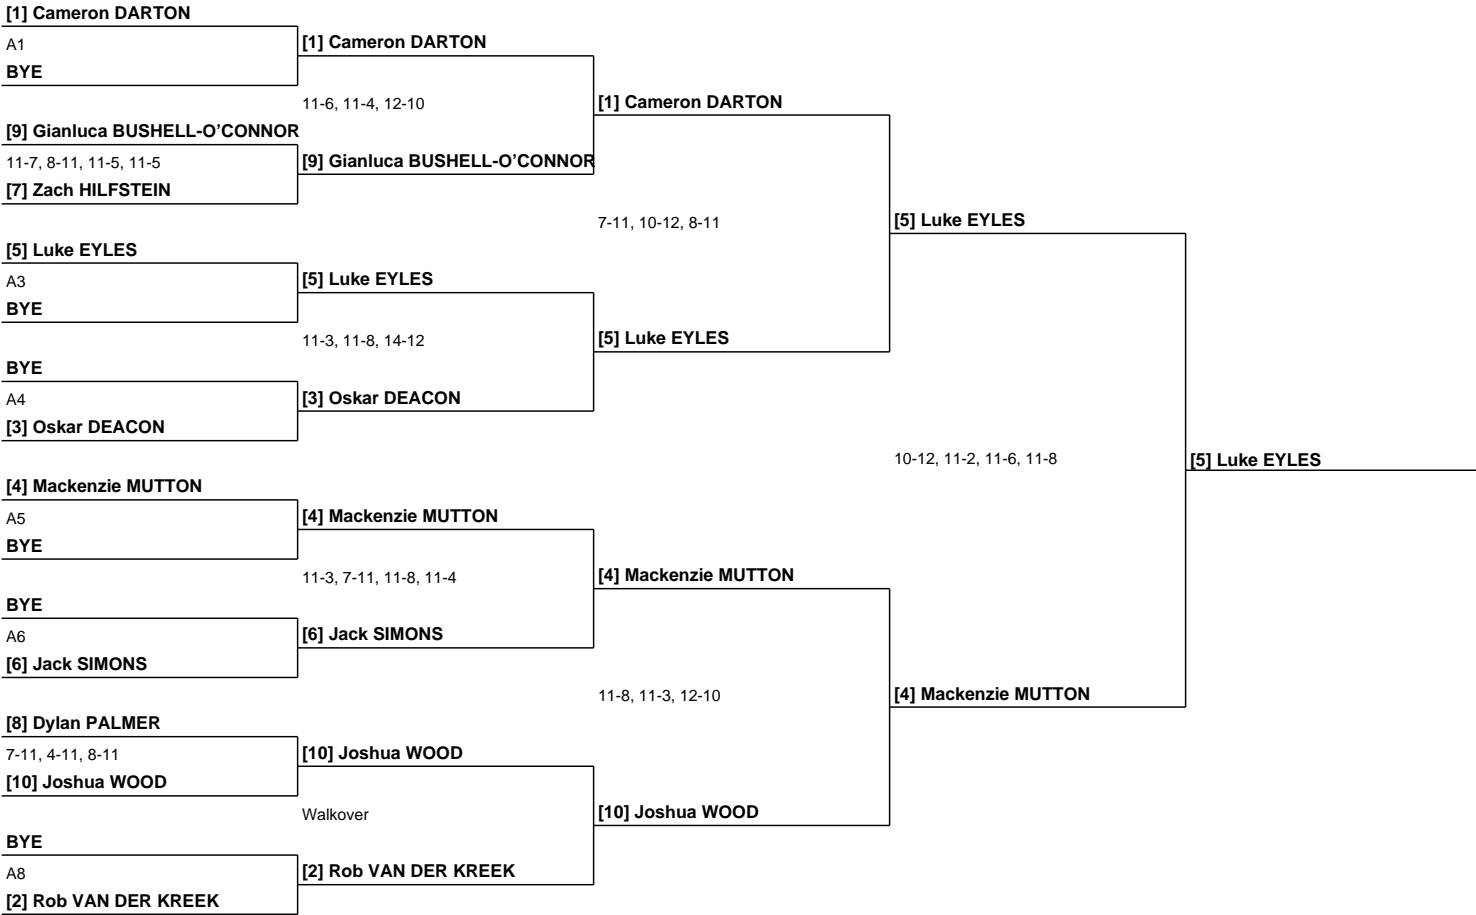 [1] Cameron DARTON
A1
BYE
[9] Gianluca BUSHELL-O’CONNOR
11-7, 8-11, 11-5, 11-5
[7] Zach HILFSTEIN
[5] Luke EYLES
A3
BYE
BYE
A4
[3] Oskar DEACON
[4] Mackenzie MUTTON
A5
BYE
BYE
A6
[6] Jack SIMONS
[8] Dylan PALMER
7-11, 4-11, 8-11
[10] Joshua WOOD
BYE
A8
[2] Rob VAN DER KREEK
[1] Cameron DARTON
11-6, 11-4, 12-10
[9] Gianluca BUSHELL-O’CONNOR
[5] Luke EYLES
11-3, 11-8, 14-12
[3] Oskar DEACON
[4] Mackenzie MUTTON
11-3, 7-11, 11-8, 11-4
[6] Jack SIMONS
[10] Joshua WOOD
Walkover
[2] Rob VAN DER KREEK
[1] Cameron DARTON
7-11, 10-12, 8-11
[5] Luke EYLES
[4] Mackenzie MUTTON
11-8, 11-3, 12-10
[10] Joshua WOOD
[5] Luke EYLES
10-12, 11-2, 11-6, 11-8
[4] Mackenzie MUTTON
[5] Luke EYLES